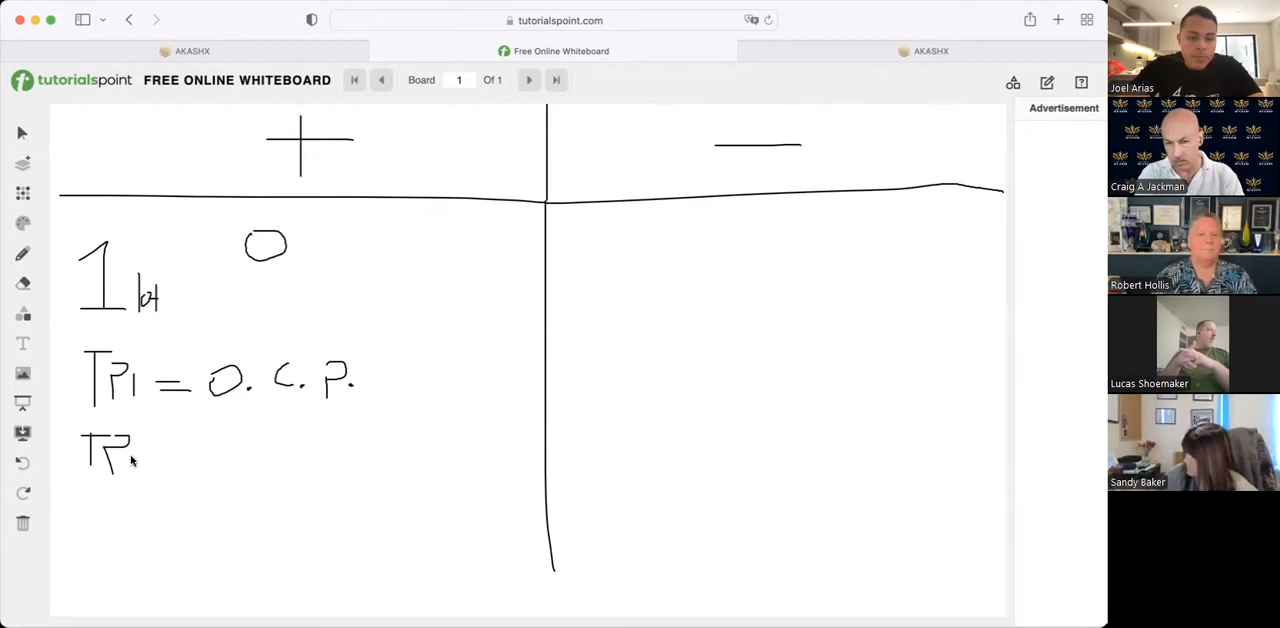 tutorialspoint.com
AKASHX
Free Online Whiteboard
AKASHX
tutorialspoint FREE ONLINE WHITEBOARD
Board 1 Of 1
Advertisement
+
—
1 lot
O
TP1 = O. C. P.
TP
Joel Arias
Craig A Jackman
Robert Hollis
Lucas Shoemaker
Sandy Baker